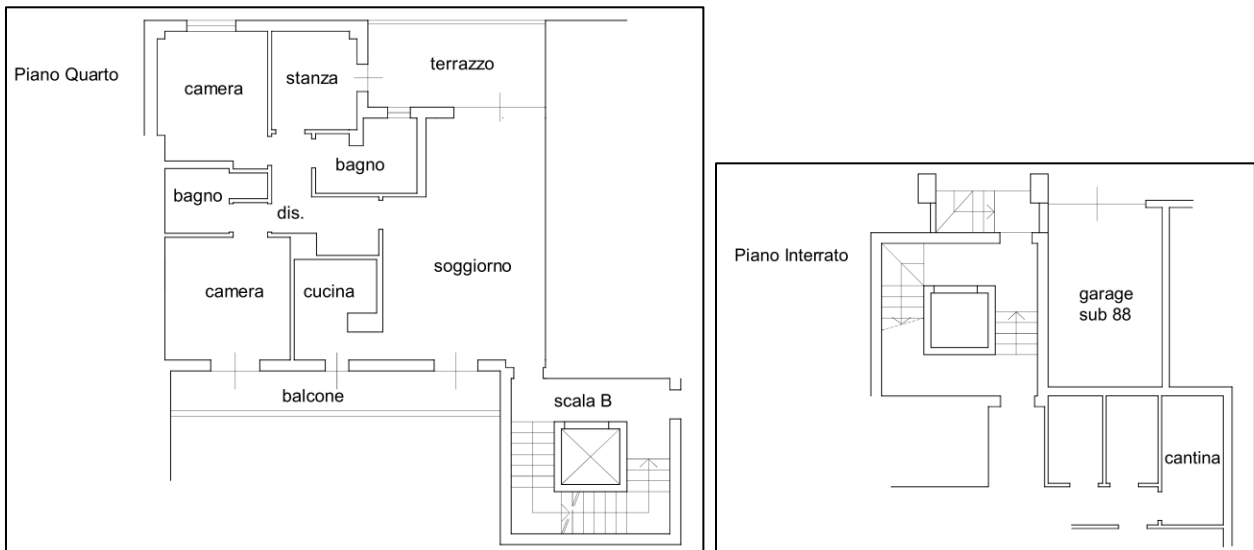 Piano Quarto
camera
stanza
terrazzo
bagno
bagno
dis.
camera
cucina
soggiorno
balcone
scala B
Piano Interrato
garage
sub 88
cantina